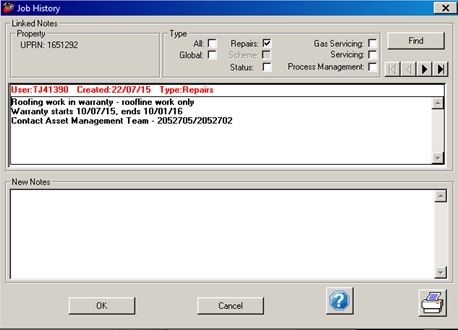 Job History
Linked Notes
Property
UPRN: 1651292
Type
All:
Repairs:
Gas Servicing:
Global:
Scheme:
Servicing:
Status:
Process Management:
Find
User:TJ41390 Created:22/07/15 Type:Repairs
Roofing work in warranty - roofline work only
Warranty starts 10/07/15, ends 10/01/16
Contact Asset Management Team - 2052705/2052702
New Notes
OK
Cancel
?